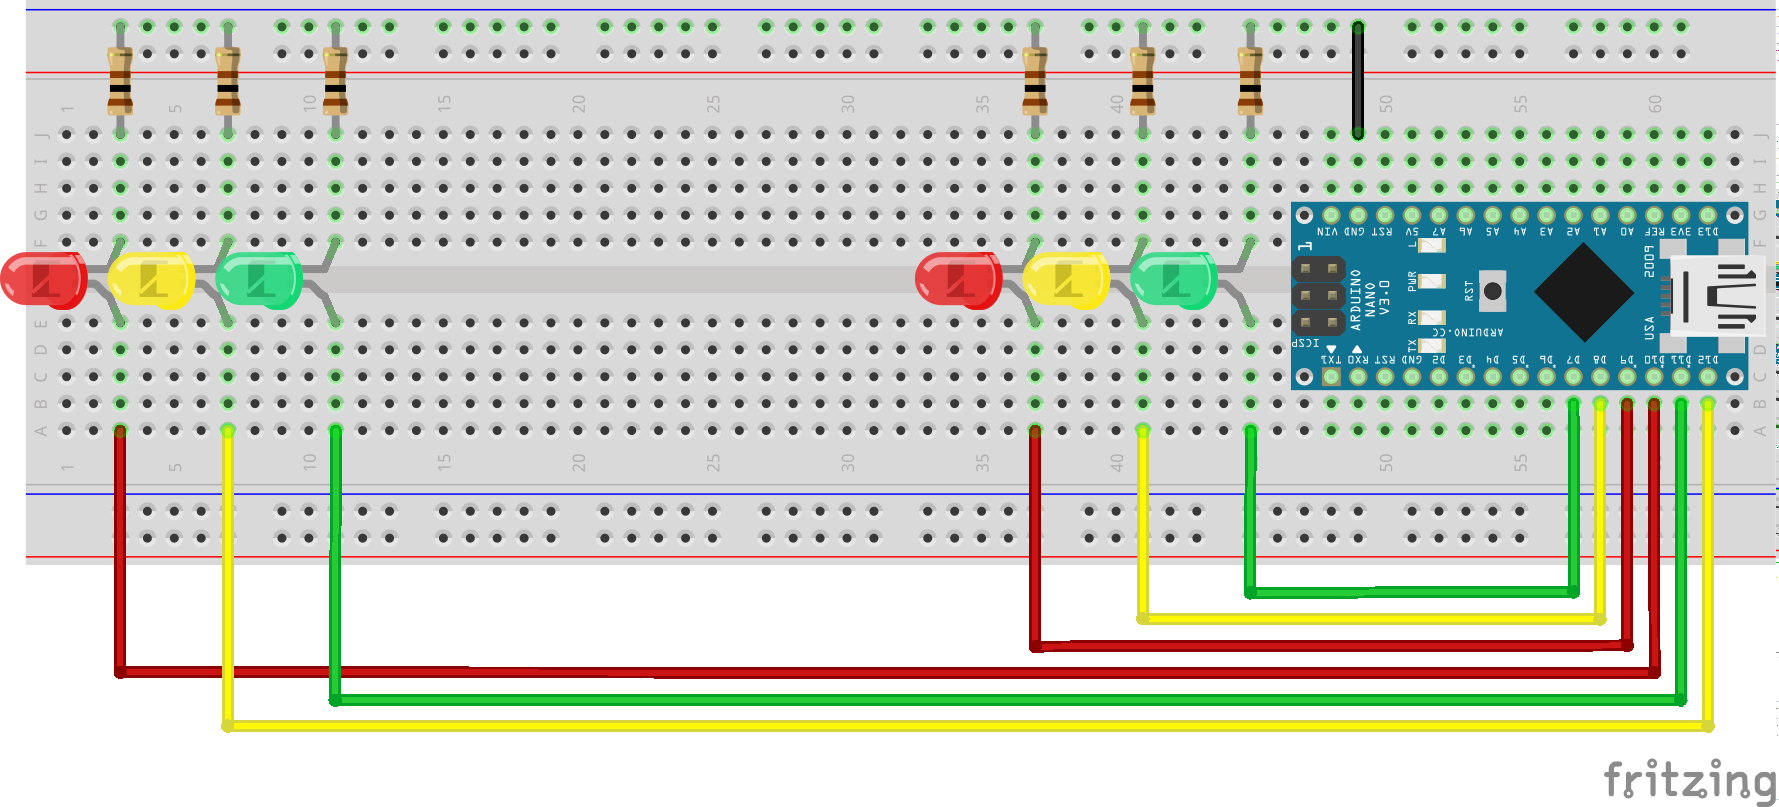 1 5 10 15 20 25 30 35 40 50 55 60
J J
I I
H H
G G
F F
VIN GND RST 5V A7 A6 A5 A4 A3 A2 A1 A0 REF 3V3 D13
1
L
PWR
RX
TX
RST
ARDUINO
NANO
V3.0
ARDUINO.CC
ICSP
USA
TX1 RX0 RST GND D2 D3 D4 D5 D6 D7 D8 D9 D10 D11 D12
E
D D
C C
B B
A A
1 5 10 15 20 25 30 35 40 50 55
fritzing